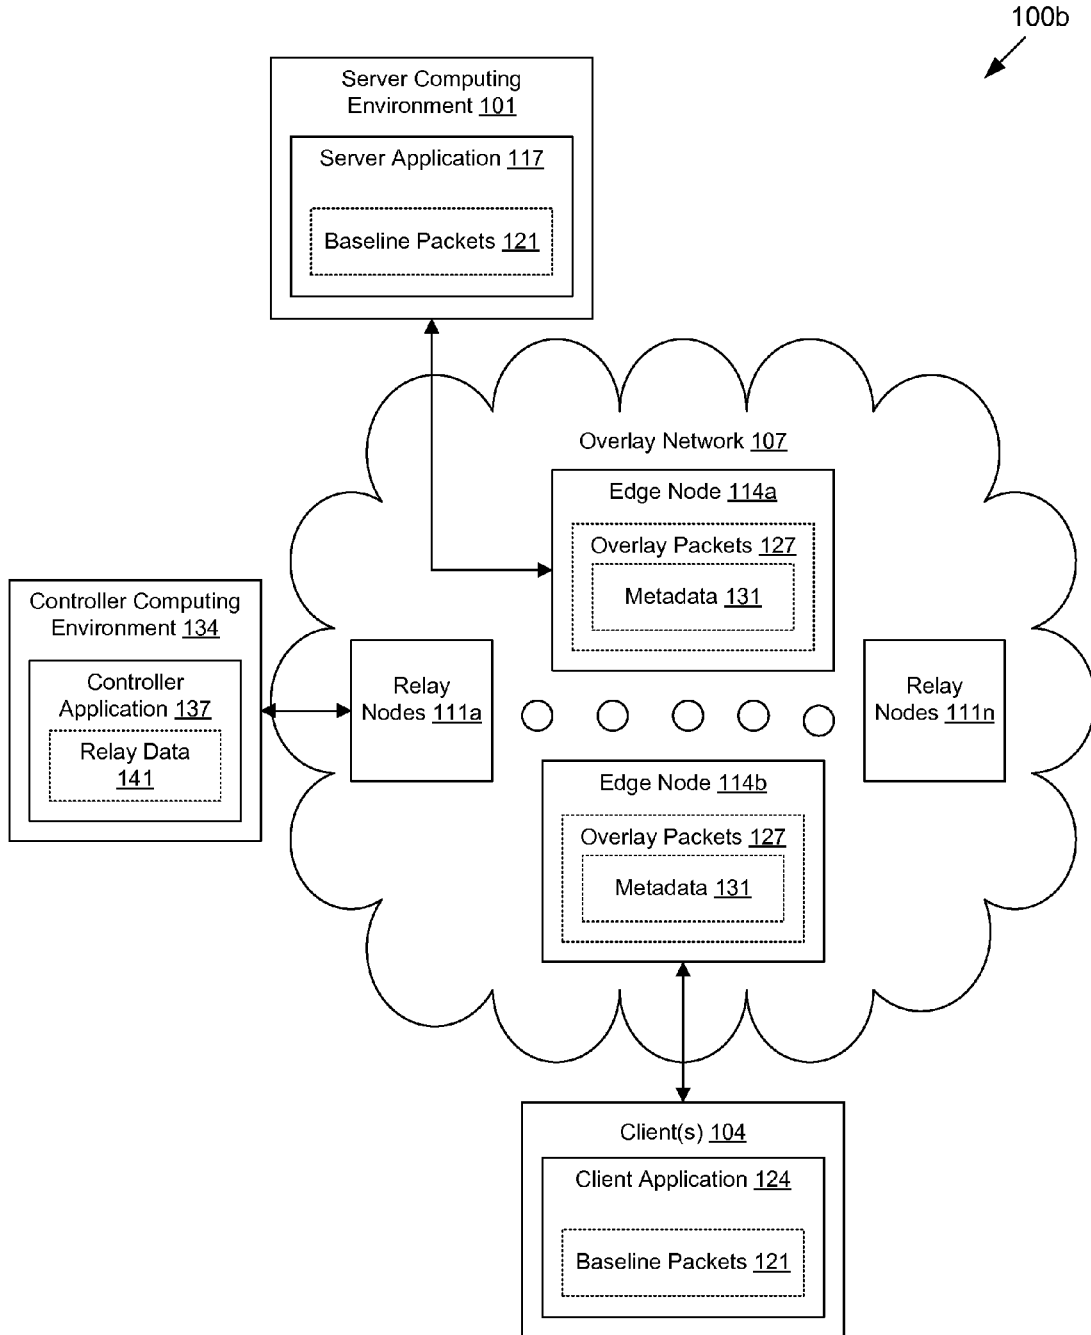 100b
Server Computing
Environment 101
Server Application 117
Baseline Packets 121
Overlay Network 107
Edge Node 114a
Overlay Packets 127
Metadata 131
Controller Computing
Environment 134
Controller
Application 137
Relay Data
141
Relay
Nodes 111a
Relay
Nodes 111n
Edge Node 114b
Overlay Packets 127
Metadata 131
Client(s) 104
Client Application 124
Baseline Packets 121